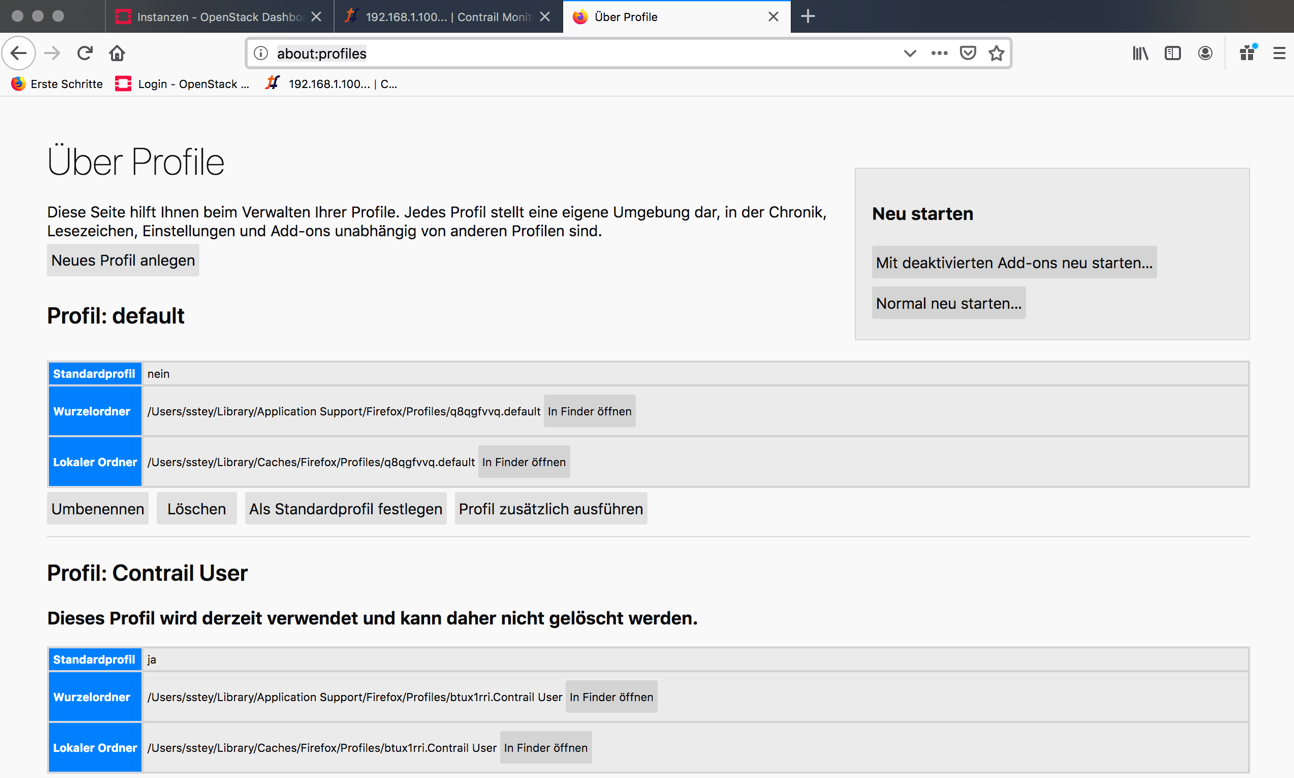 Instanzen - OpenStack Dashbo
192.168.1.100... | Contrail Monit
Über Profile
about:profiles
Erste Schritte
Login - OpenStack ...
192.168.1.100... | C...
Über Profile
Diese Seite hilft Ihnen beim Verwalten Ihrer Profile. Jedes Profil stellt eine eigene Umgebung dar, in der Chronik,
Lesezeichen, Einstellungen und Add-ons unabhängig von anderen Profilen sind.
Neues Profil anlegen
Neu starten
Mit deaktivierten Add-ons neu starten...
Normal neu starten...
Profil: default
Standardprofil nein
Wurzelordner /Users/sstey/Library/Application Support/Firefox/Profiles/q8qgfvvq.default In Finder öffnen
Lokaler Ordner /Users/sstey/Library/Caches/Firefox/Profiles/q8qgfvvq.default In Finder öffnen
Umbenennen Löschen Als Standardprofil festlegen Profil zusätzlich ausführen
Profil: Contrail User
Dieses Profil wird derzeit verwendet und kann daher nicht gelöscht werden.
Standardprofil ja
Wurzelordner /Users/sstey/Library/Application Support/Firefox/Profiles/btux1rri.Contrail User In Finder öffnen
Lokaler Ordner /Users/sstey/Library/Caches/Firefox/Profiles/btux1rri.Contrail User In Finder öffnen